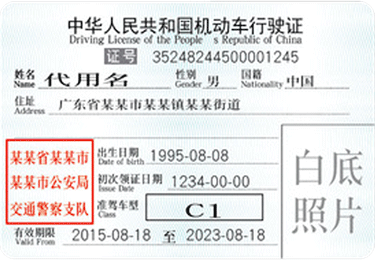 中华人民共和国机动车行驶证
Driving License of the People s Republic of China
证号 35248244500001245
姓名 代用名 性别 男 国籍 中国
Name Gender Nationality
住址 广东省某某市某某镇某某街道
Address
某某省某某市
某某市公安局
交通警察支队
出生日期 1995-08-08
Date of birth
初次领证日期 1234-00-00
Issue Date
准驾车型 C1
Class
有效期限 2015-08-18 至 2023-08-18
Valid From
白底
照片